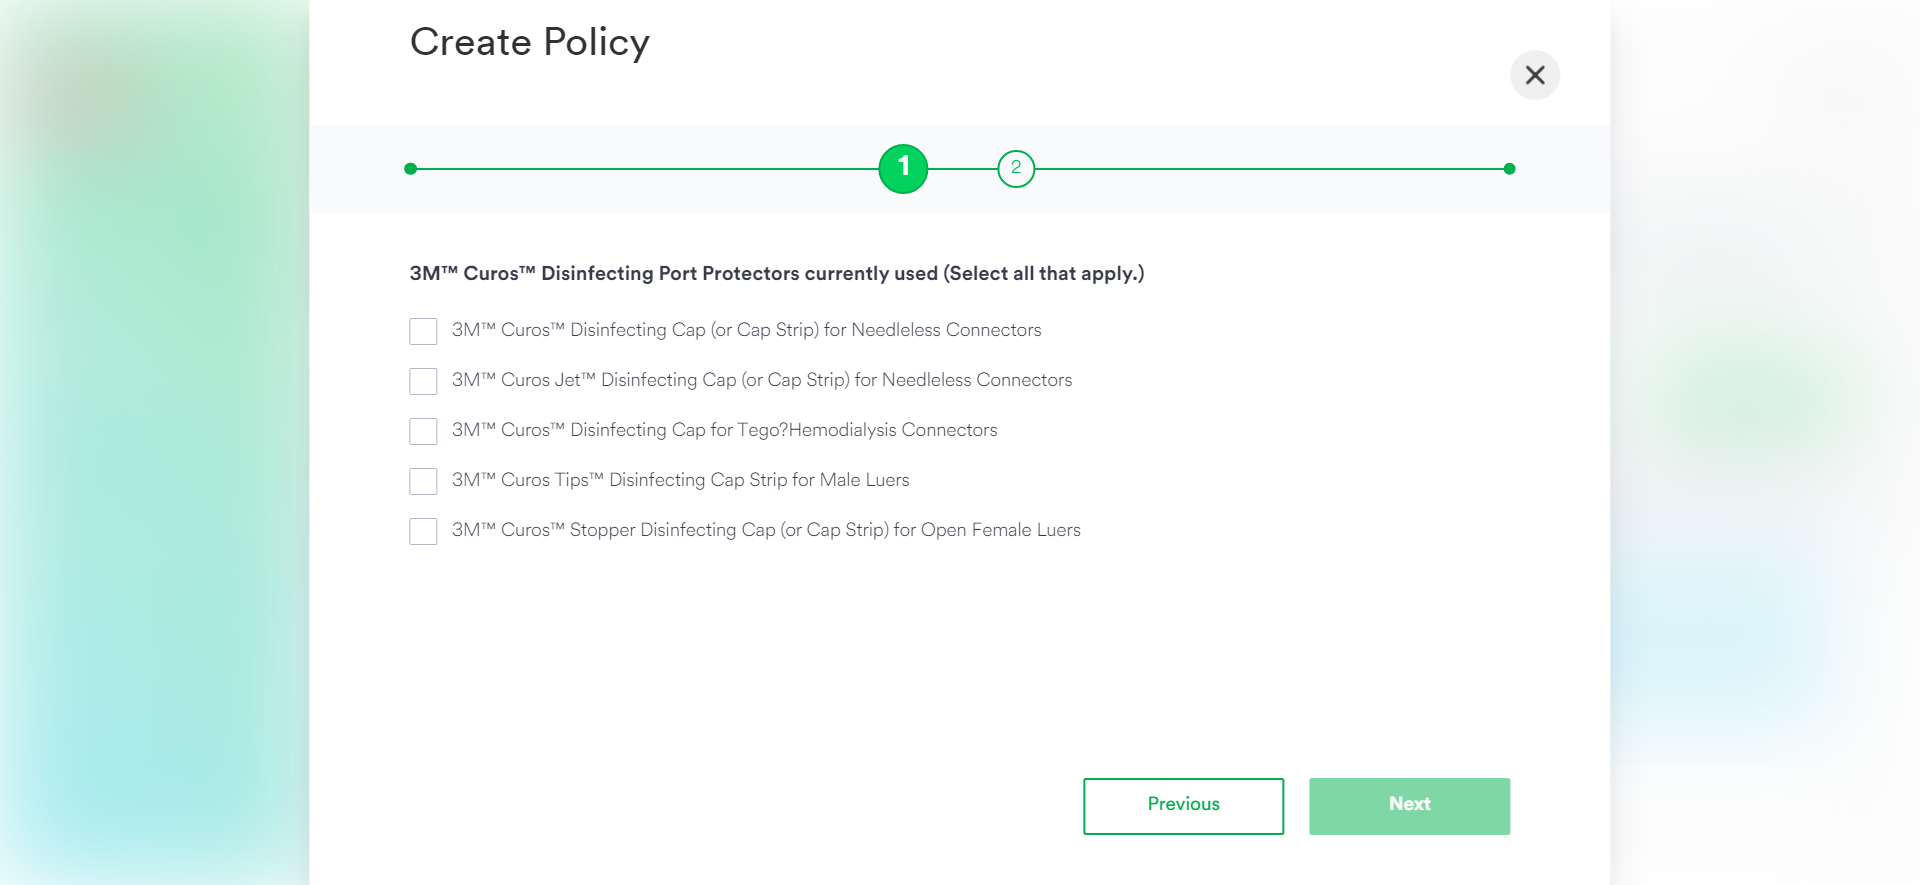 Create Policy
1
2
3M™ Curos™ Disinfecting Port Protectors currently used (Select all that apply.)
3M™ Curos™ Disinfecting Cap (or Cap Strip) for Needleless Connectors
3M™ Curos Jet™ Disinfecting Cap (or Cap Strip) for Needleless Connectors
3M™ Curos™ Disinfecting Cap for Tego?Hemodialysis Connectors
3M™ Curos Tips™ Disinfecting Cap Strip for Male Luers
3M™ Curos™ Stopper Disinfecting Cap (or Cap Strip) for Open Female Luers
Previous
Next